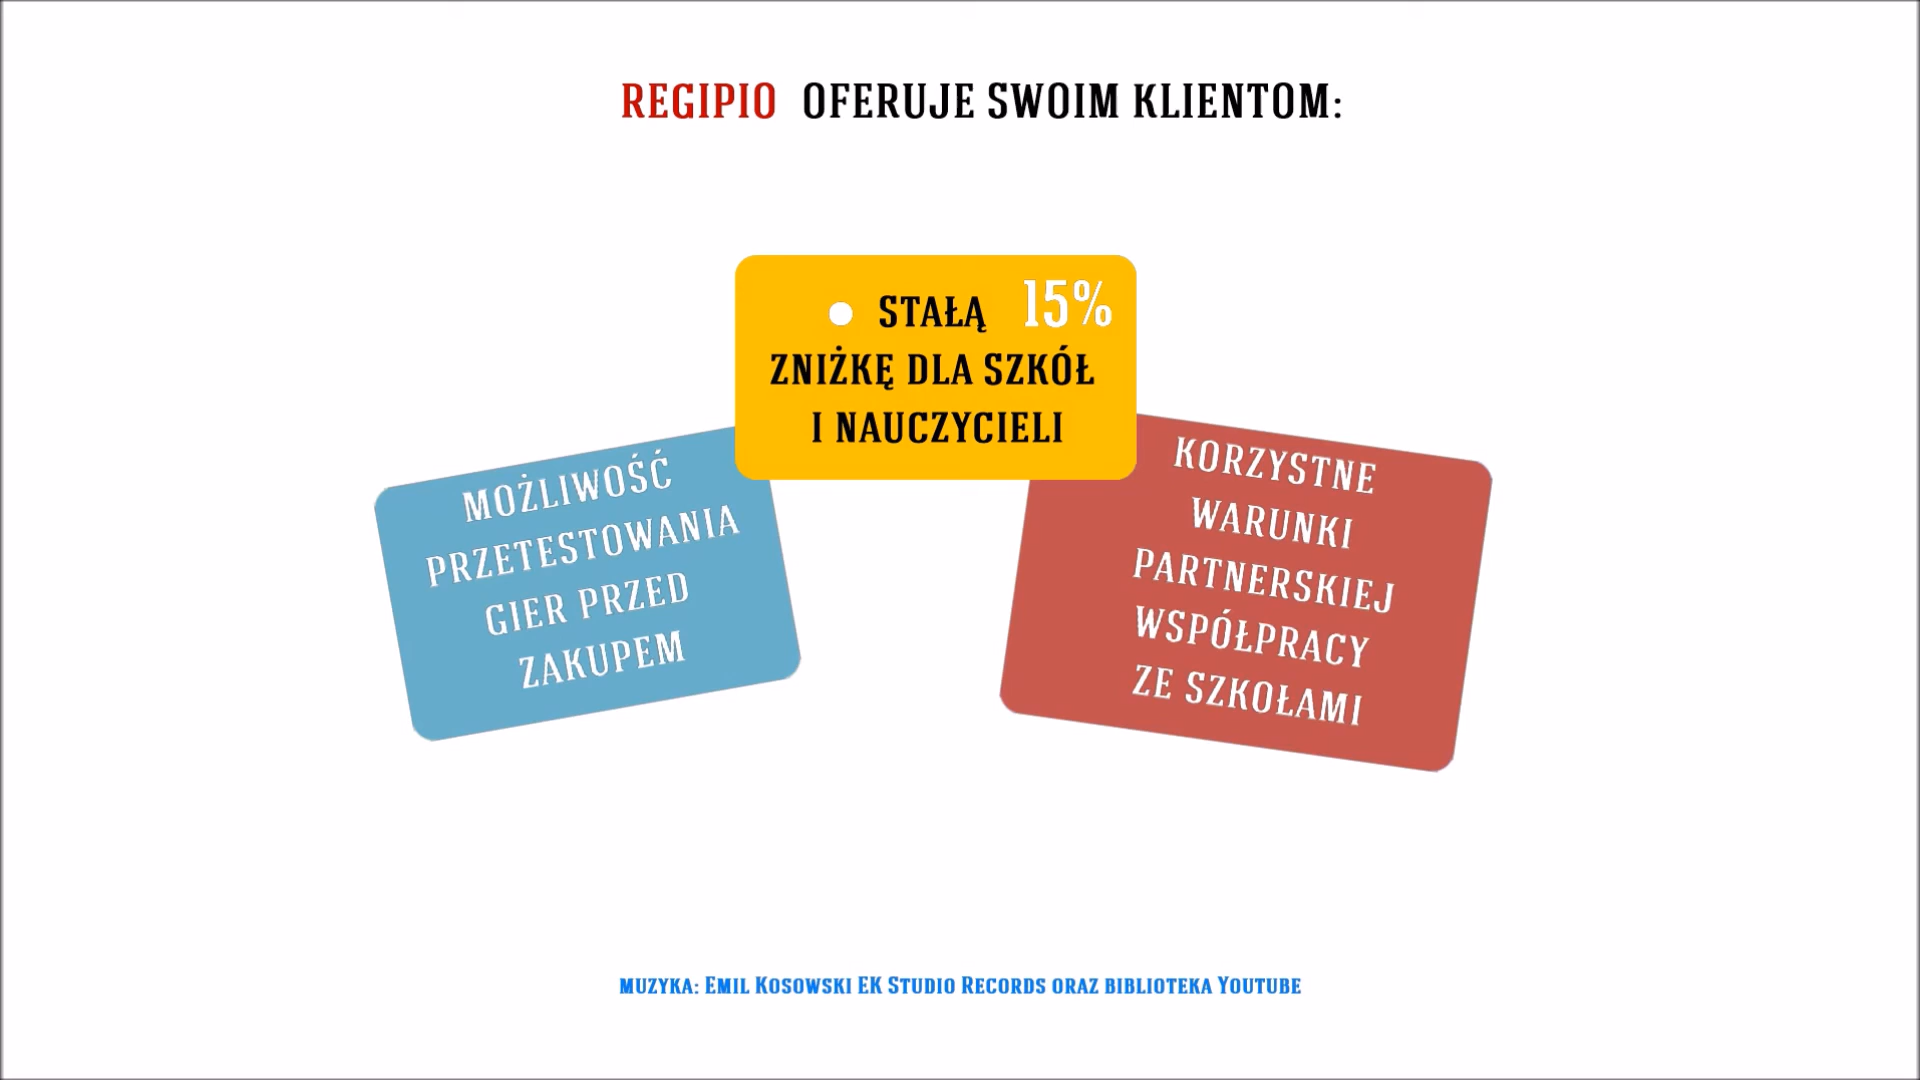 REGIPIO OFERUJE SWOIM KLIENTOM:
STAŁĄ 15%
ZNIŻKĘ DLA SZKÓŁ
I NAUCZYCIELI
MOŻLIWOŚĆ
PRZETESTOWANIA
GIER PRZED
ZAKUPEM
KORZYSTNE
WARUNKI
PARTNERSKIEJ
WSPÓŁPRACY
ZE SZKOŁAMI
MUZYKA: EMIL KOSOWSKI EK STUDIO RECORDS ORAZ BIBLIOTEKA YOUTUBE